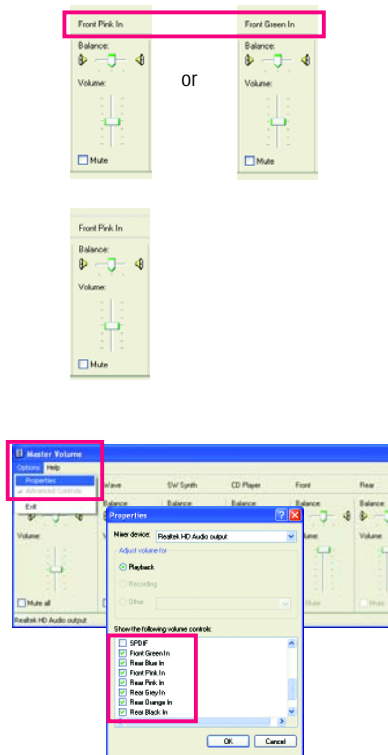 Front Pink In
Front Green In
Balance:
Balance:
or
Volume:
Volume:
Mute
Mute
Front Pink In
Balance:
Volume:
Mute
Master Volume
Options Help
Properties
Advanced Controls
Exit
Wave
SW Synth
CD Player
Front
Rear
Balance:
Balance:
Balance:
Balance:
Balance:
Volume:
Volume:
Volume:
Mute all
Mute
Mute
Realtek HD Audio output
Properties
Mixer device: Realtek HD Audio output
Adjust volume for
Playback
Recording
Other
Show the following volume controls:
SPDIF
Front Green In
Rear Blue In
Front Pink In
Rear Pink In
Rear Grey In
Rear Orange In
Rear Black In
OK Cancel